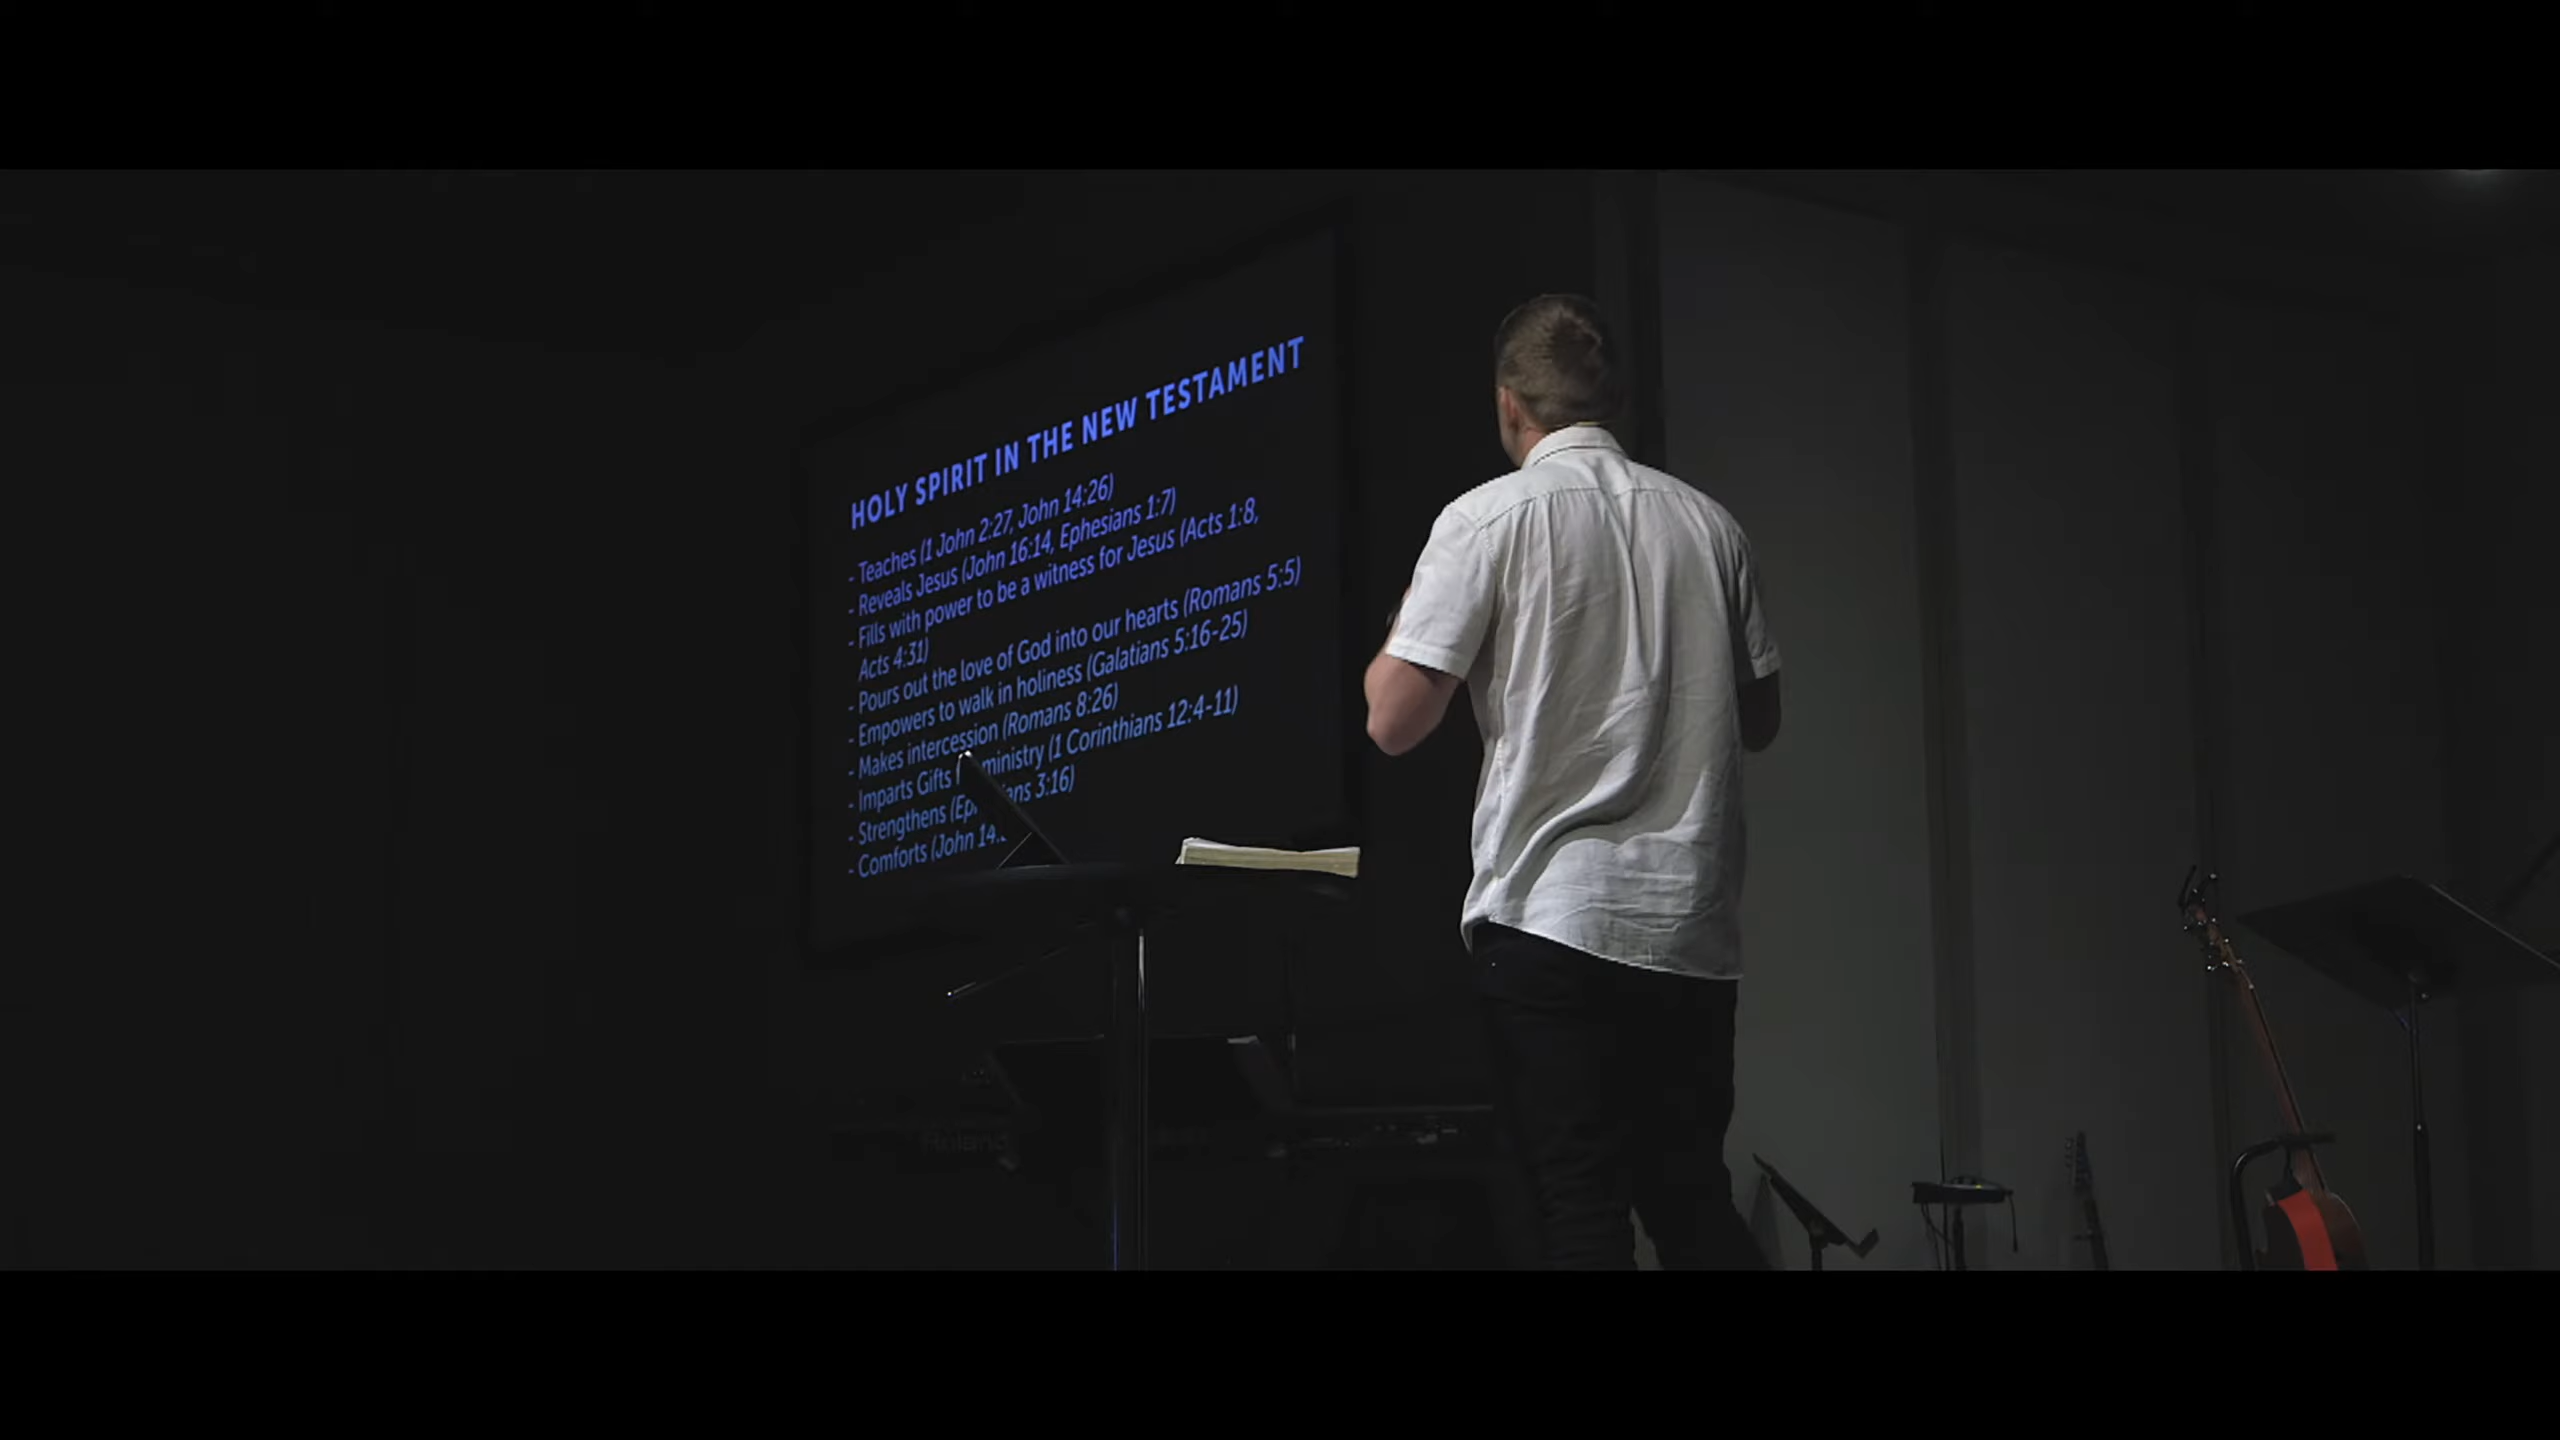 HOLY SPIRIT IN THE NEW TESTAMENT
- Teaches (1 John 2:27, John 14:26)
- Reveals Jesus (John 16:14, Ephesians 1:7)
- Fills with power to be a witness for Jesus (Acts 1:8,
Acts 4:31)
- Pours out the love of God into our hearts (Romans 5:5)
- Empowers to walk in holiness (Galatians 5:16-25)
- Makes intercession (Romans 8:26)
- Imparts Gifts ministry (1 Corinthians 12:4-11)
- Strengthens 3:16)
- Comforts (John
Roland